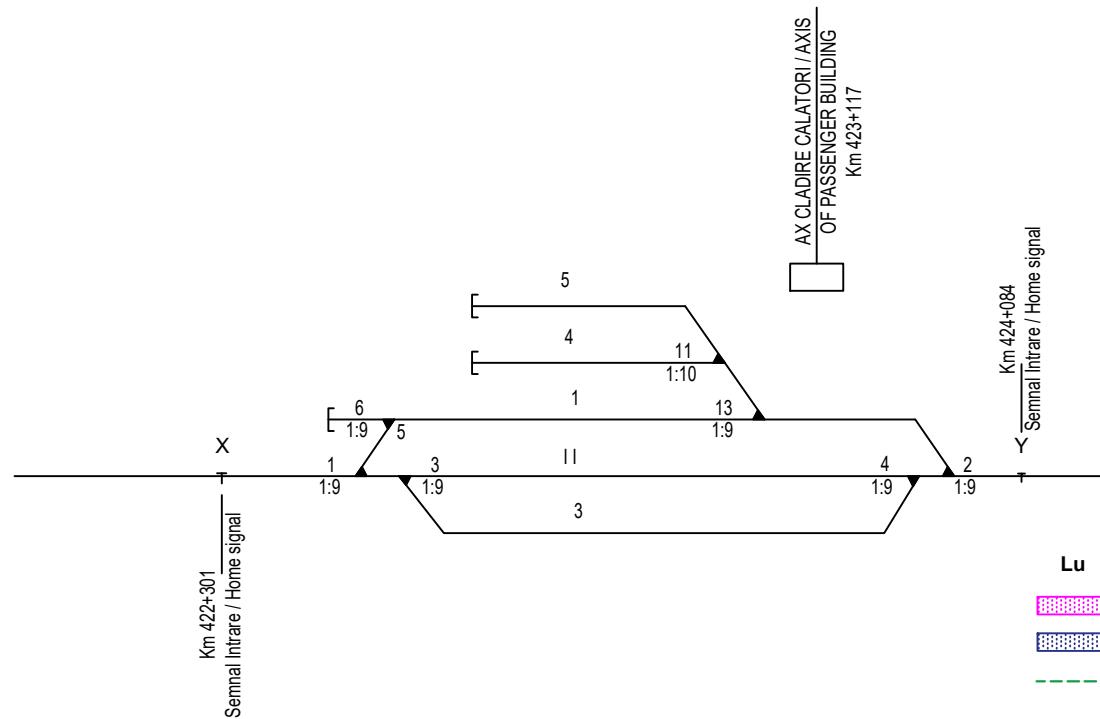 AX CLADIRE CALATORI / AXIS
OF PASSENGER BUILDING
Km 423+117
Km 424+084
Semnal Intrare / Home signal
5
4
11
1:10
1
6
1:9
5
13
1:9
X
II
Y
1
1:9
3
1:9
4
1:9
2
1:9
3
Km 422+301
Semnal Intrare / Home signal
Lu